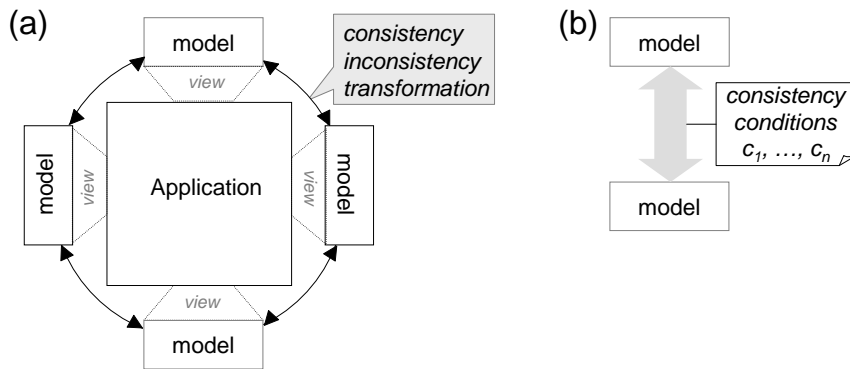 (a)
model
consistency
inconsistency
transformation
view
model
view
Application
view
model
view
model
(b)
model
consistency
conditions
c1, …, cn
model